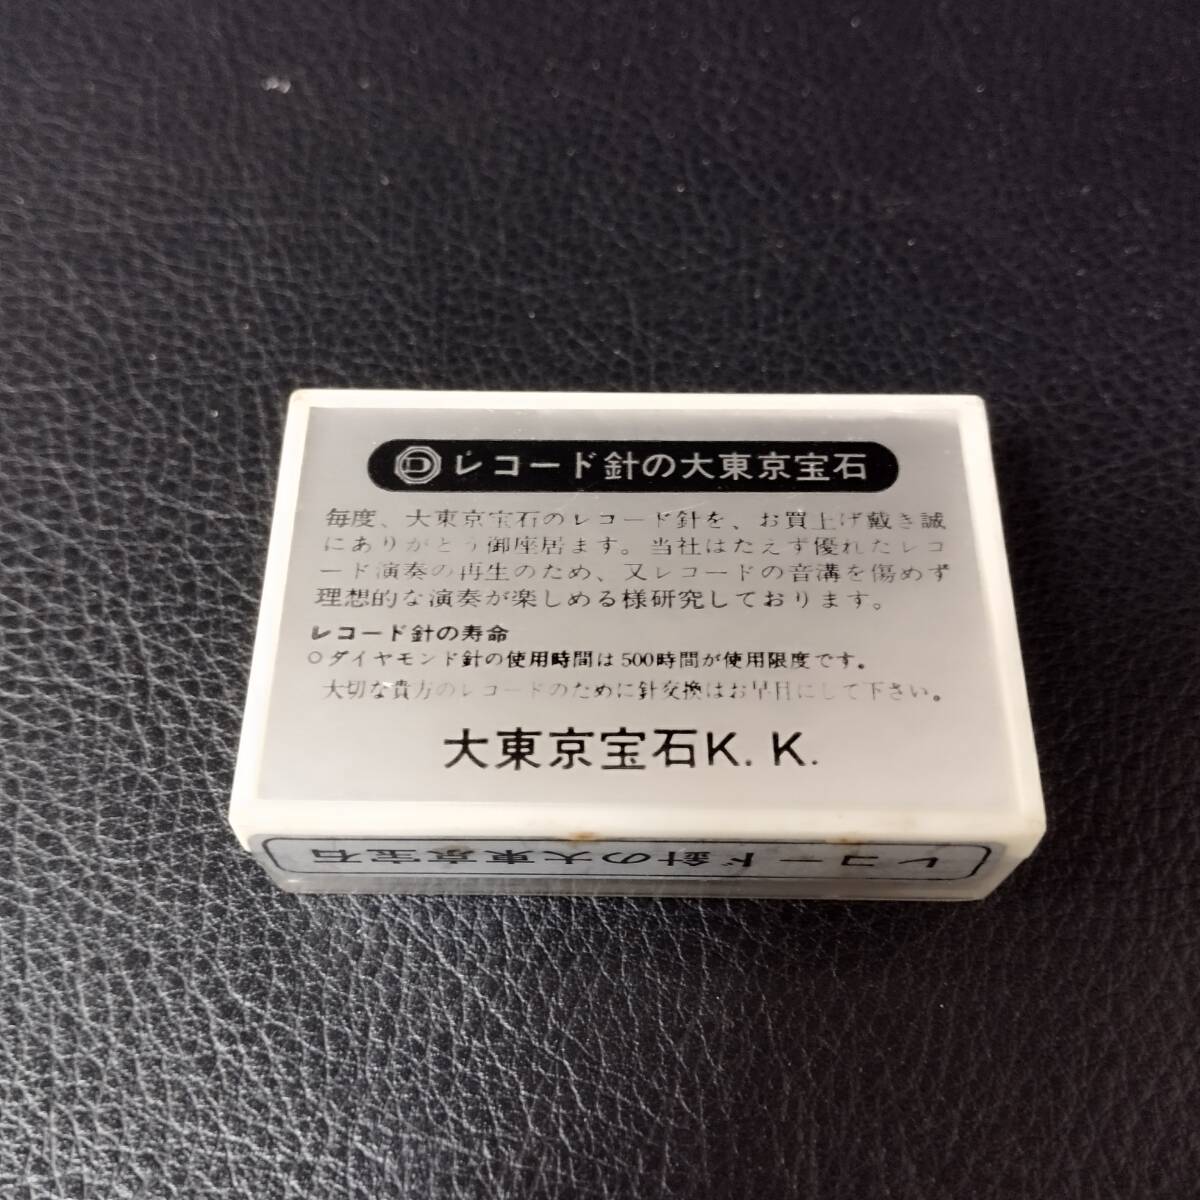 レコード針の大東京宝石
毎度、大東京宝石のレコード針を、お買上げ戴き誠
にありがとう御座居ます。当社はたえず優れたレコ
ード演奏の再生のため、又レコードの音溝を傷めず
理想的な演奏が楽しめる様研究しております。
レコード針の寿命
○ダイヤモンド針の使用時間は500時間が使用限度です。
大切な貴方のレコードのために針交換はお早目にして下さい。
大東京宝石K.K.
レコード針の大東京宝石